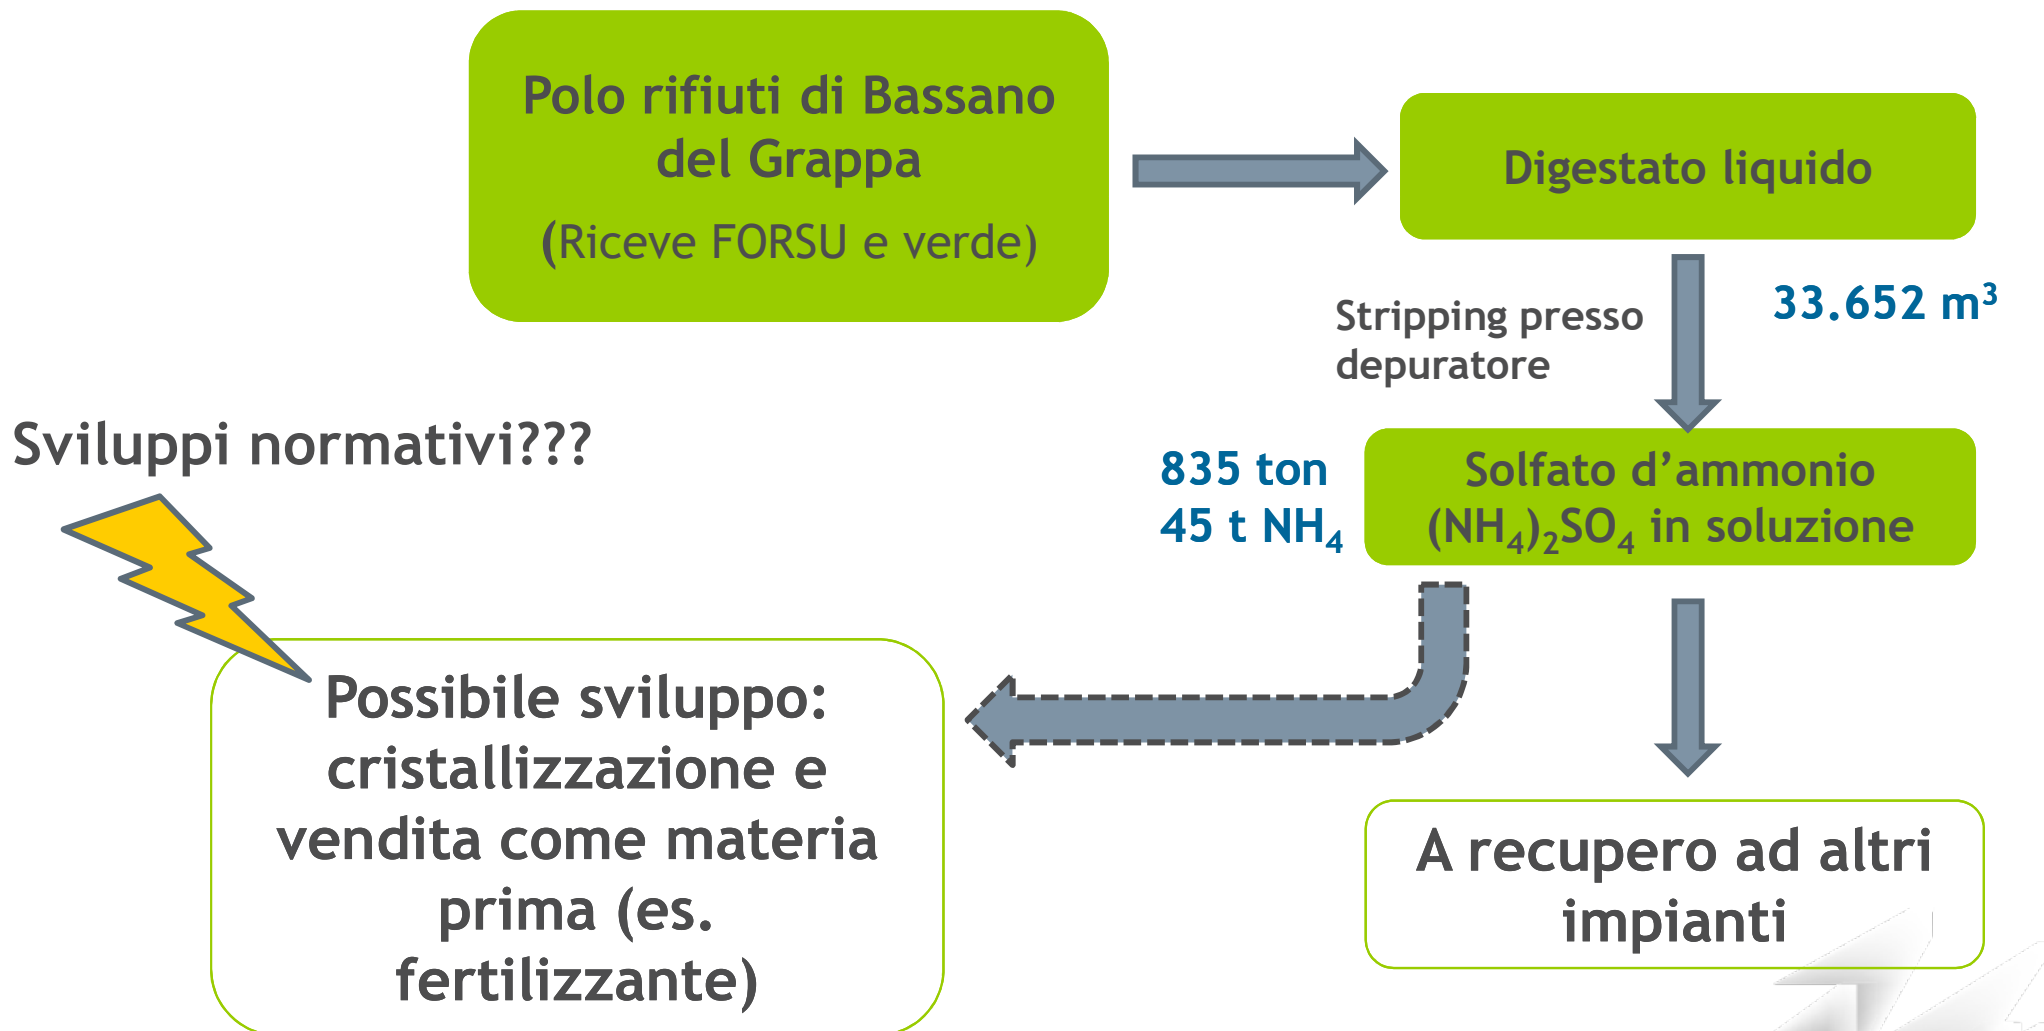 Polo rifiuti di Bassano
del Grappa
(Riceve FORSU e verde)
Digestato liquido
Stripping presso
depuratore
33.652 m³
Sviluppi normativi???
835 ton
45 t NH₄
Solfato d’ammonio
(NH₄)₂SO₄ in soluzione
Possibile sviluppo:
cristallizzazione e
vendita come materia
prima (es.
fertilizzante)
A recupero ad altri
impianti